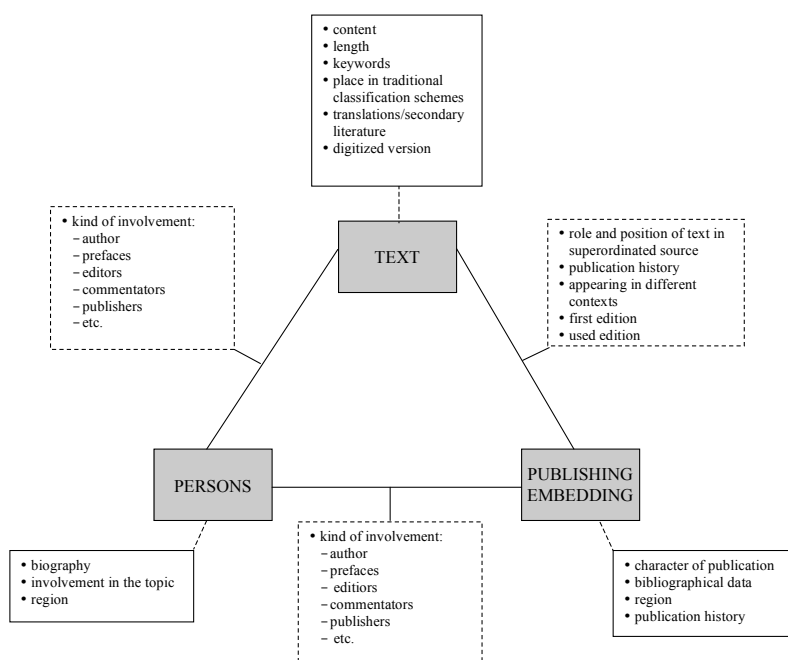 • content
• length
• keywords
• place in traditional
classification schemes
• translations/secondary
literature
• digitized version
• kind of involvement:
– author
– prefaces
– editors
– commentators
– publishers
– etc.
TEXT
• role and position of text in
superordinated source
• publication history
• appearing in different
contexts
• first edition
• used edition
PERSONS
PUBLISHING
EMBEDDING
• biography
• involvement in the topic
• region
• kind of involvement:
– author
– prefaces
– editiors
– commentators
– publishers
– etc.
• character of publication
• bibliographical data
• region
• publication history